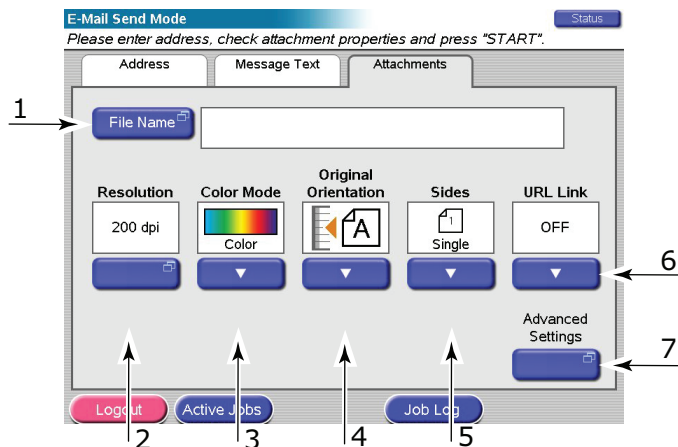 E-Mail Send Mode
Status
Please enter address, check attachment properties and press "START".
Address Message Text Attachments
1
File Name
Original
Resolution Color Mode Orientation Sides URL Link
200 dpi
A
1
OFF
Color
Single
6
Advanced
Settings
7
Logout Active Jobs Job Log
2 3 4 5